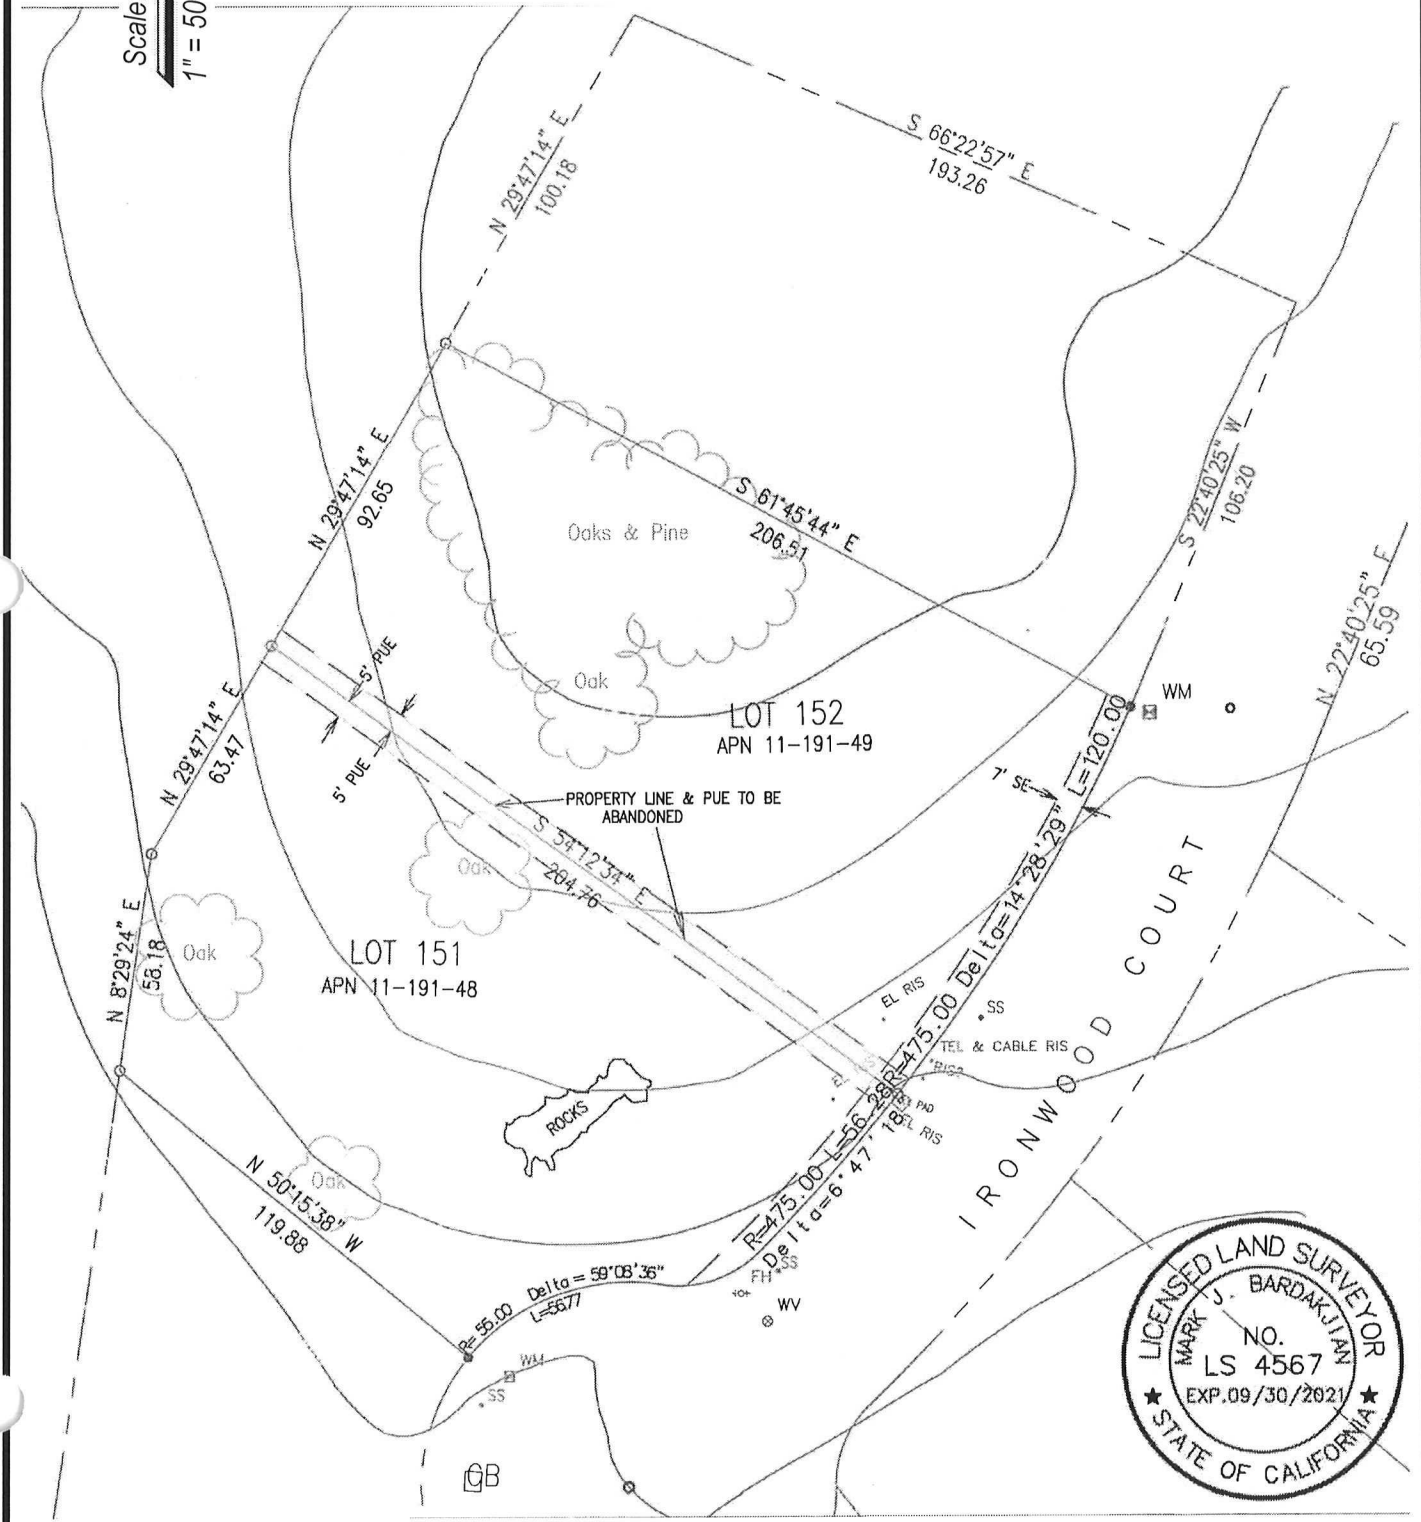 Scale
1" = 50
N 29°47'14" E
100.18
S 66°22'57" E
193.26
N 29°47'14" E
92.65
S 61°45'44" E
206.51
Oaks & Pine
S 22°40'25" W
106.20
N 22°40'25" E
65.59
Oak
5' PUE
5' PUE
N 29°47'14" E
63.47
LOT 152
APN 11-191-49
WM
7' SE
PROPERTY LINE & PUE TO BE
ABANDONED
S 54°12'34" E
204.76
Oak
R=475.00 Delta=14°28'29" L=120.00
N 8°29'24" E
58.18
Oak
LOT 151
APN 11-191-48
EL RIS
SS
TEL & CABLE RIS
RIS?
EL
PAD
EL RIS
IRONWOOD COURT
ROCKS
R=475.00 L=56.28
Delta=6°47'18"
Oak
N 50°15'38" W
119.88
R=55.00 Delta=59°08'36"
L=56.77
SS
FH
WV
WM
SS
GB
LICENSED LAND SURVEYOR
MARK J. BARDAKJIAN
NO.
LS 4567
EXP.09/30/2021
STATE OF CALIFORNIA